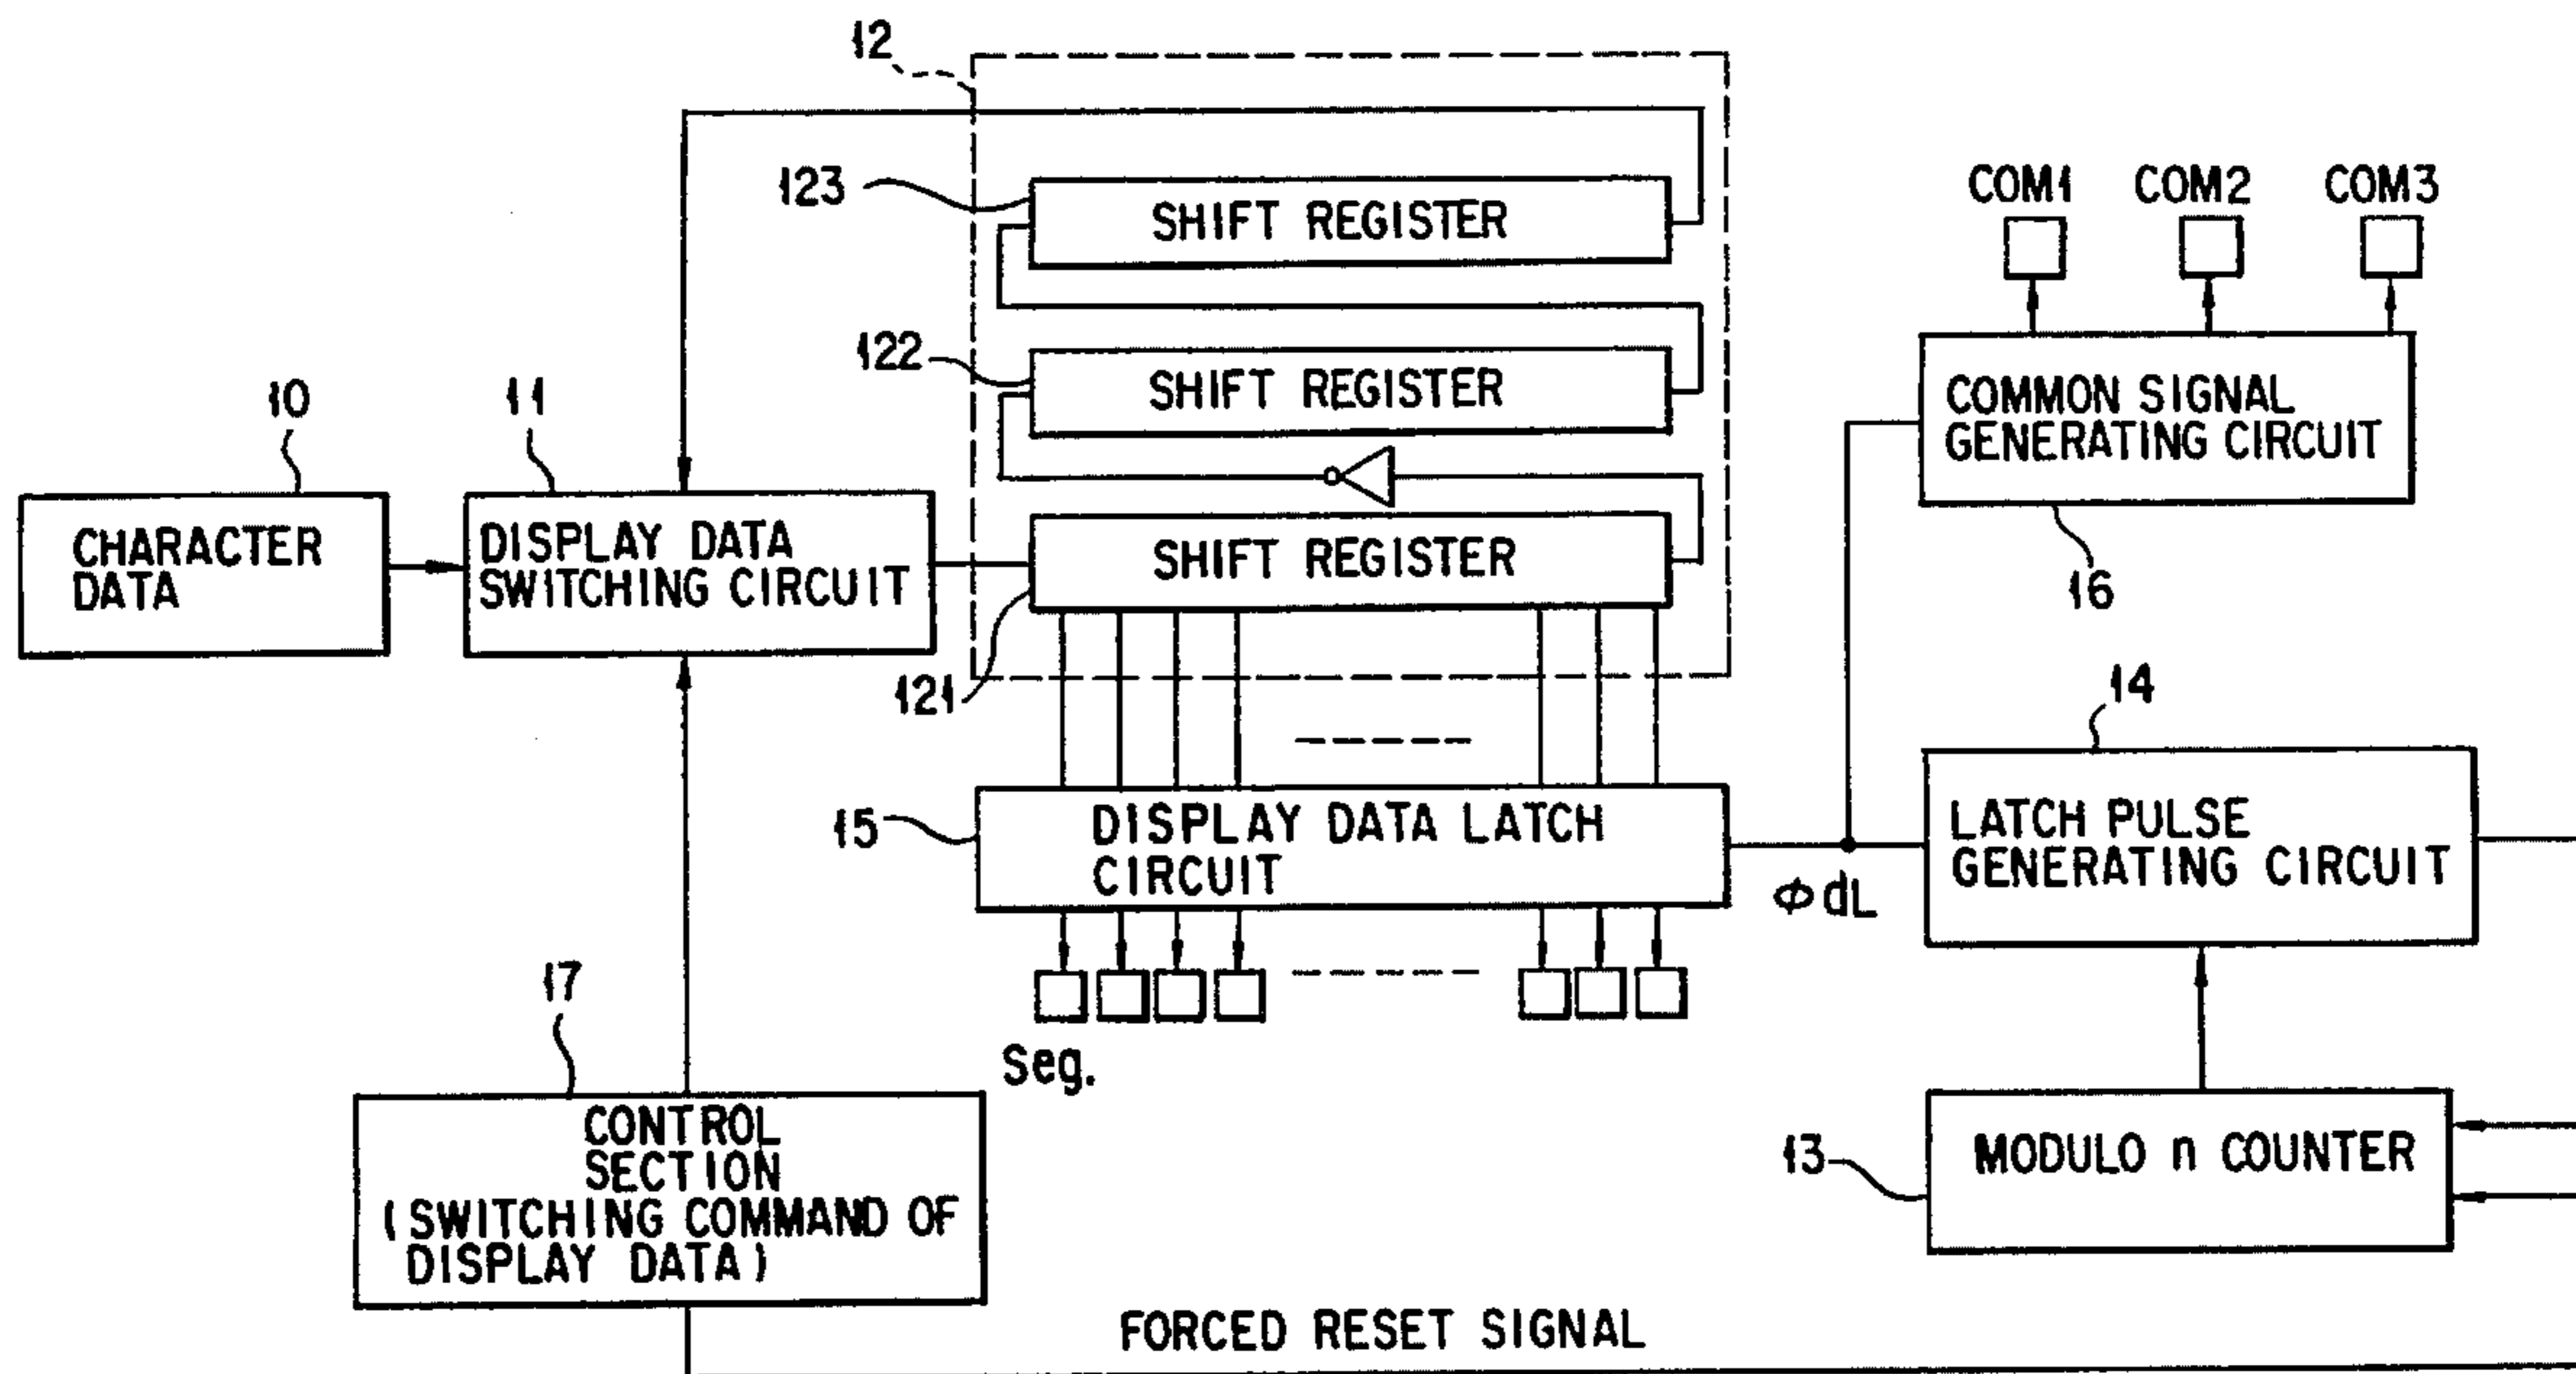 12
123
SHIFT REGISTER
COM1 COM2 COM3
122
SHIFT REGISTER
COMMON SIGNAL
GENERATING CIRCUIT
10
11
CHARACTER
DATA
DISPLAY DATA
SWITCHING CIRCUIT
SHIFT REGISTER
16
121
14
15
DISPLAY DATA LATCH
CIRCUIT
LATCH PULSE
GENERATING CIRCUIT
ΦdL
17
Seg.
CONTROL
SECTION
(SWITCHING COMMAND OF
DISPLAY DATA)
13
MODULO n COUNTER
FORCED RESET SIGNAL